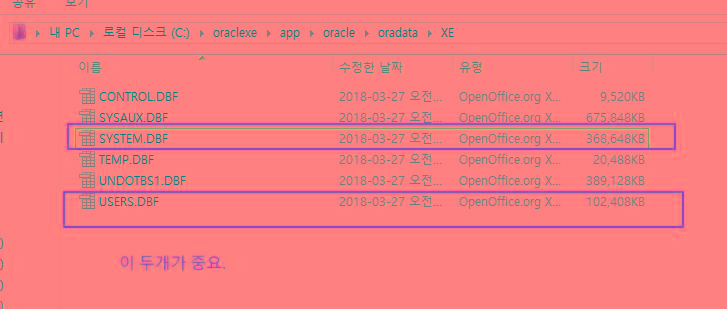 공유 보기
내 PC 로컬 디스크 (C:) oraclexe app oracle oradata XE
이름 수정한 날짜 유형 크기
CONTROL.DBF 2018-03-27 오전... OpenOffice.org X... 9,520KB
SYSAUX.DBF 2018-03-27 오전... OpenOffice.org X... 675,848KB
SYSTEM.DBF 2018-03-27 오전... OpenOffice.org X... 368,648KB
TEMP.DBF 2018-03-27 오전... OpenOffice.org X... 20,488KB
UNDOTBS1.DBF 2018-03-27 오전... OpenOffice.org X... 389,128KB
USERS.DBF 2018-03-27 오전... OpenOffice.org X... 102,408KB
이 두개가 중요.